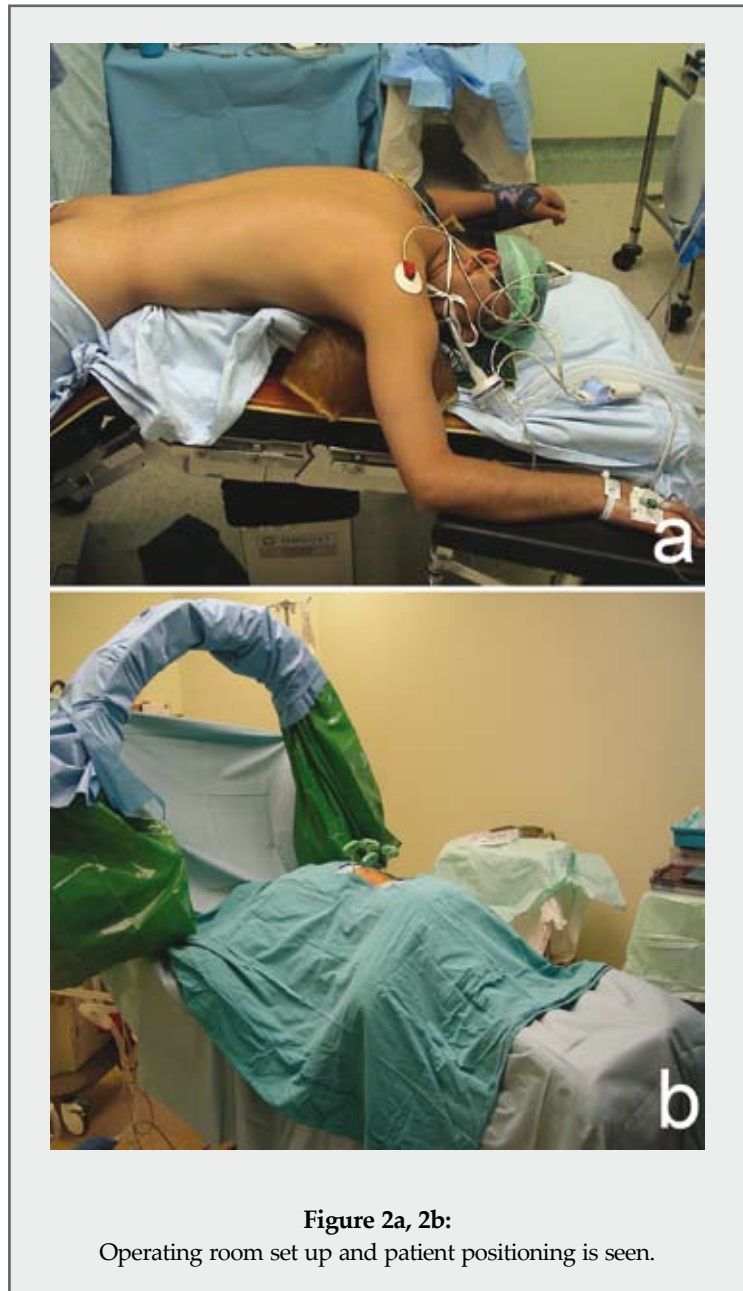 a
b
Figure 2a, 2b:
Operating room set up and patient positioning is seen.